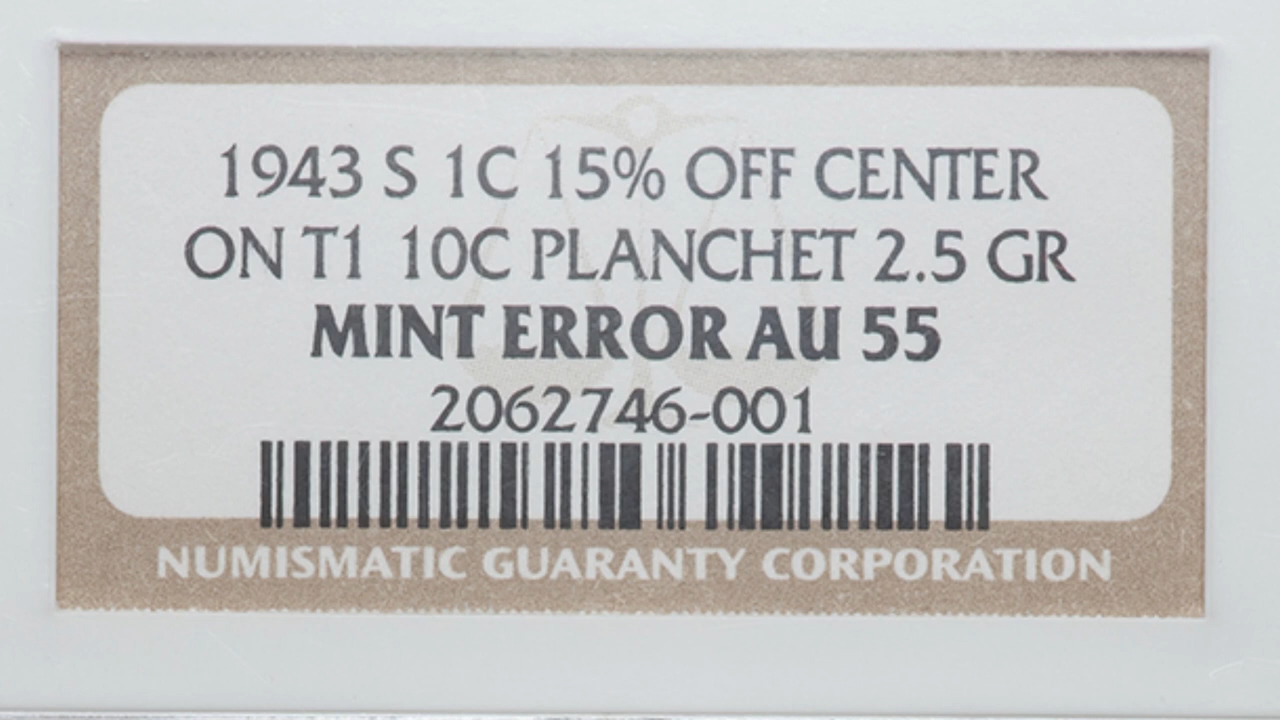 1943 S 1C 15% OFF CENTER
ON T1 10C PLANCHET 2.5 GR
MINT ERROR AU 55
2062746-001
NUMISMATIC GUARANTY CORPORATION